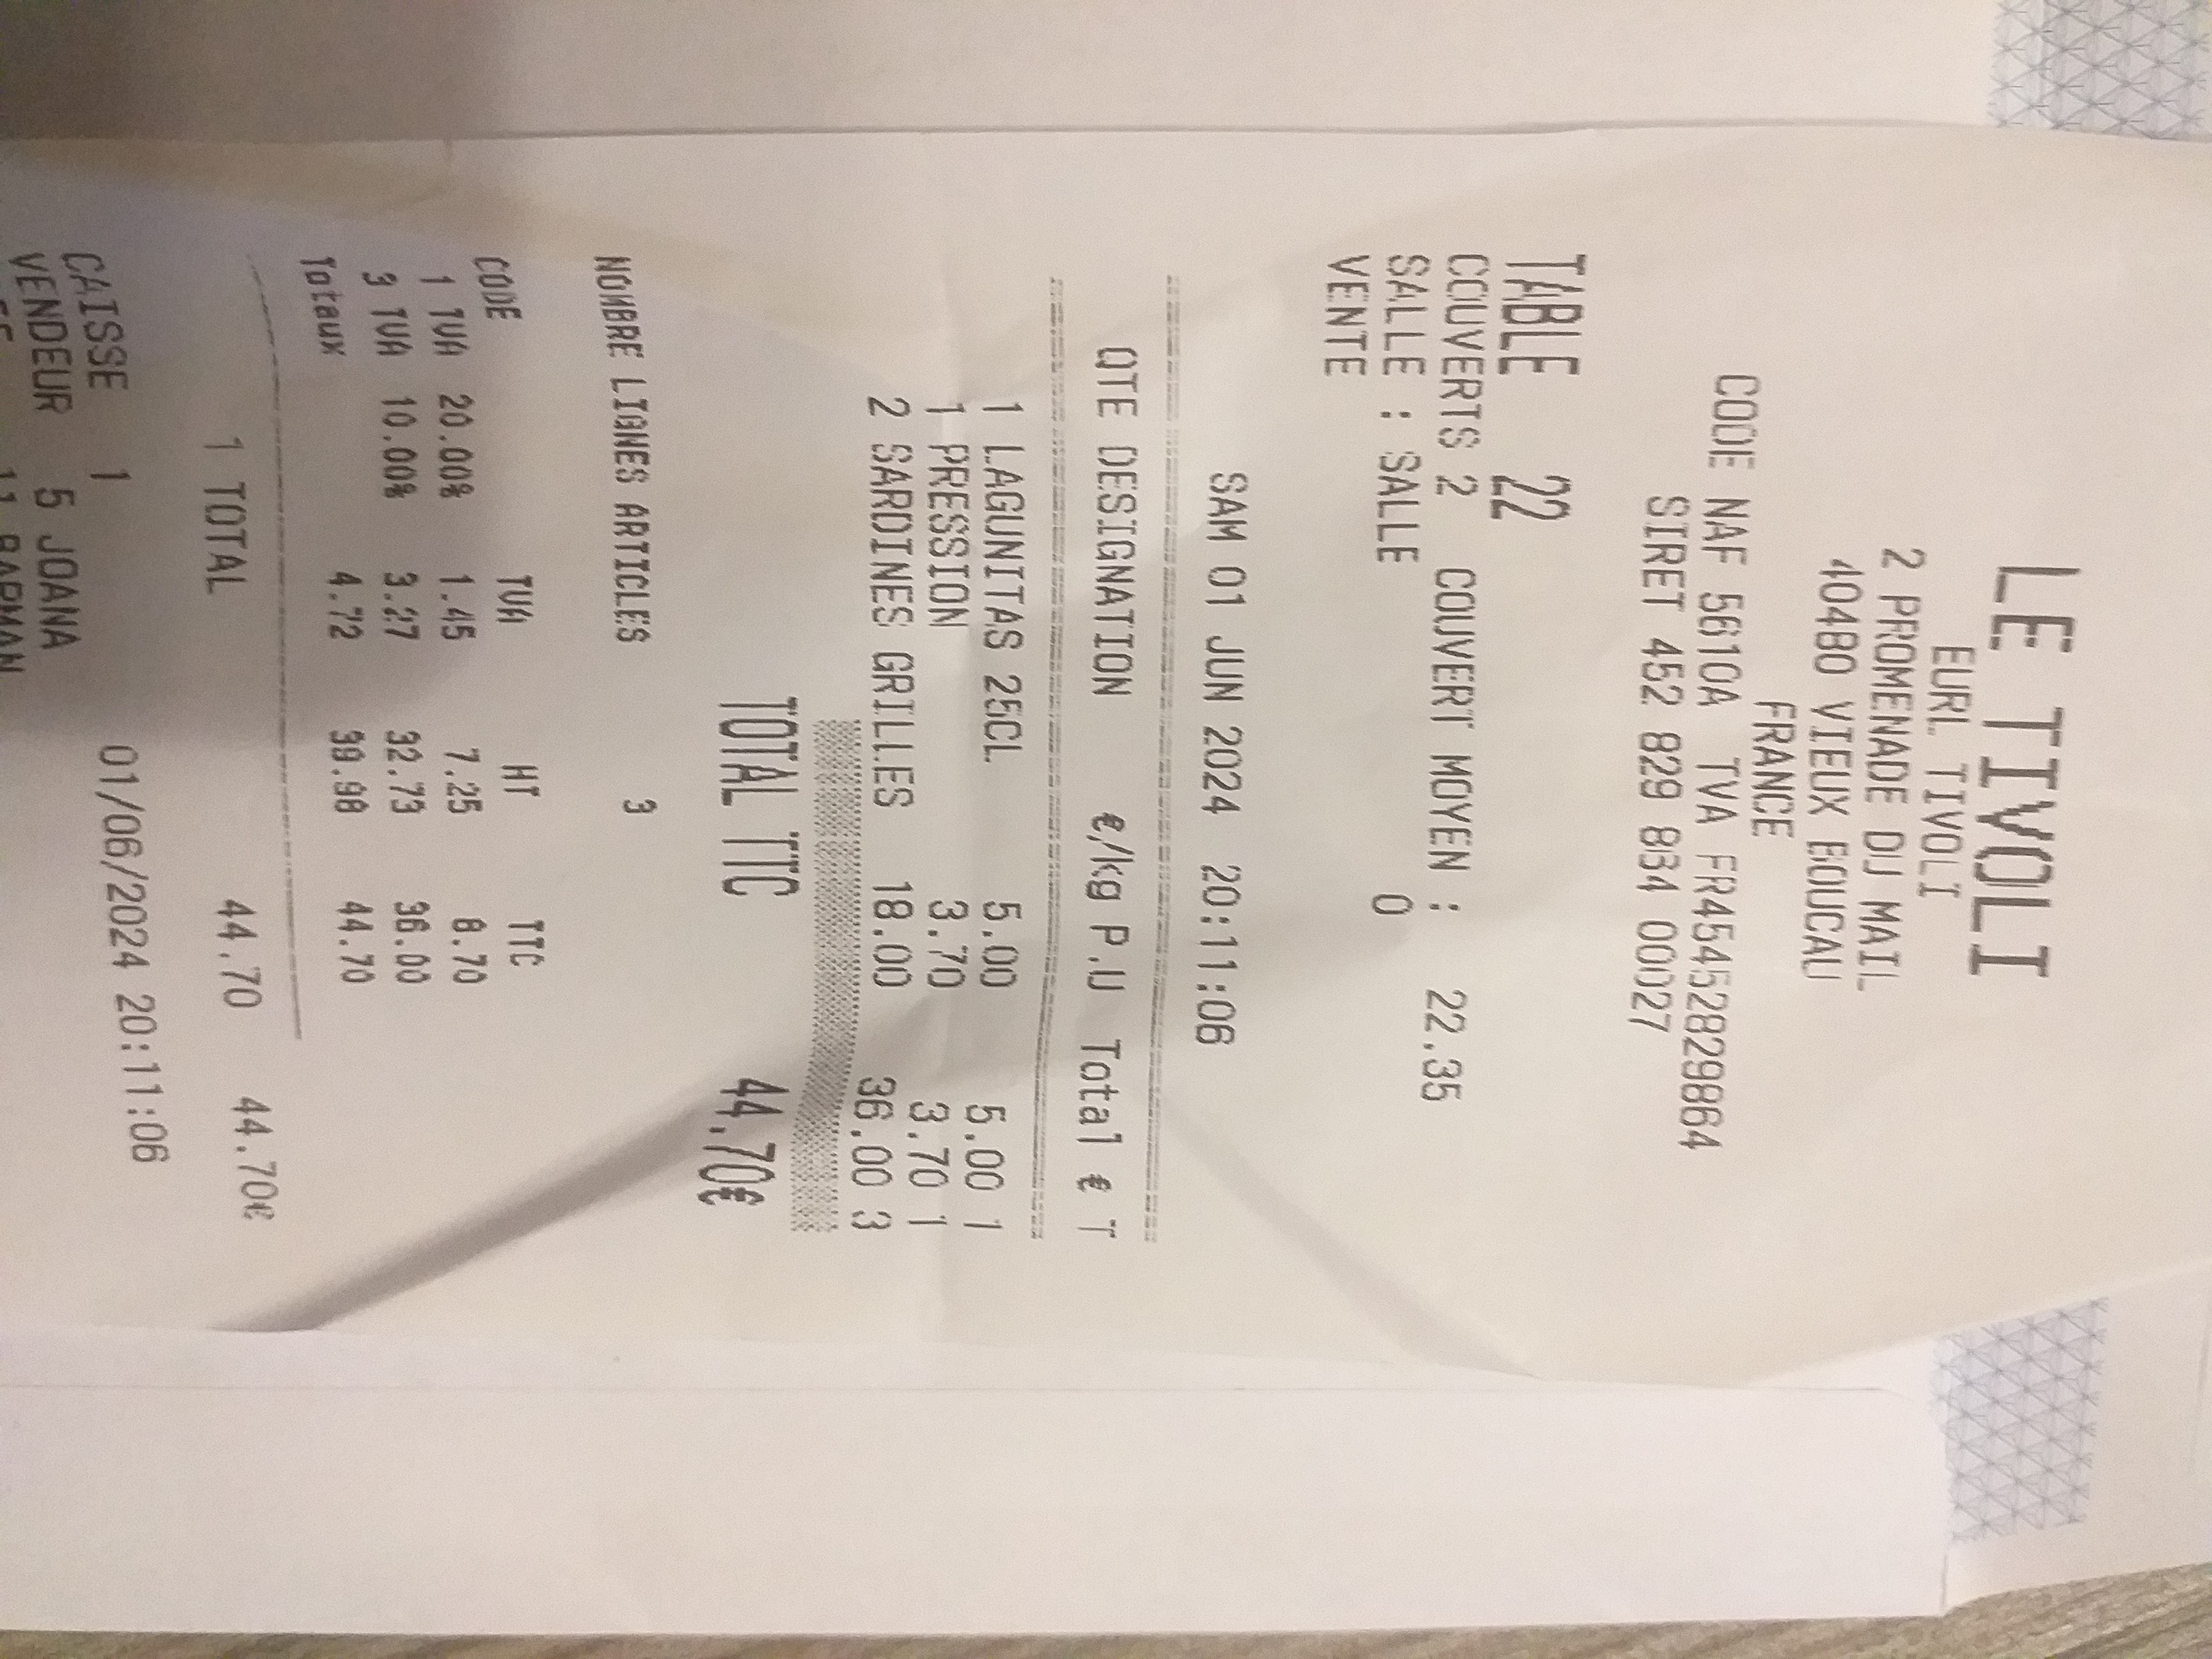 LE TIVOLI
EURL TIVOLI
2 PROMENADE DU MAIL
40480 VIEUX BOUCAU
FRANCE
CODE NAF 5610A TVA FR45452829864
SIRET 452 829 834 00027
TABLE 22
COUVERTS 2 COUVERT MOYEN : 22.35
SALLE : SALLE 0
VENTE
SAM 01 JUN 2024 20:11:06
QTE DESIGNATION €/kg P.U Total € T
1 LAGUNITAS 25CL 5.00 5.00 1
1 PRESSION 3.70 3.70 1
2 SARDINES GRILLES 18.00 36.00 3
TOTAL TTC 44,70€
NOMBRE LIGNES ARTICLES 3
CODE TVA HT TTC
1 TVA 20.00% 1.45 7.25 8.70
3 TVA 10.00% 3.27 32.73 36.00
Totaux 4.72 39.98 44.70
1 TOTAL 44.70 44.70€
CAISSE 1 01/06/2024 20:11:06
VENDEUR 5 JOANA
11 BARMAN